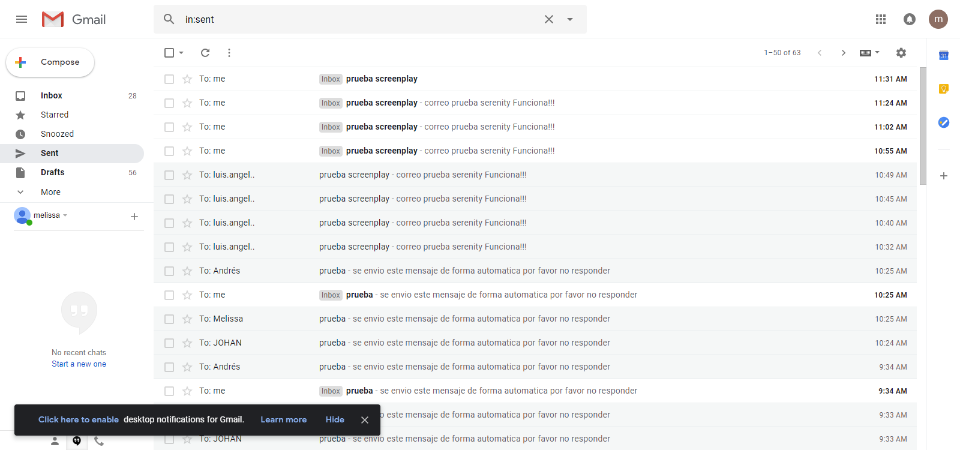 Gmail
in:sent
m
Compose
1–50 of 63
31
Inbox 28
Starred
Snoozed
Sent
Drafts 56
More
melissa
No recent chats
Start a new one
To: me Inbox prueba screenplay 11:31 AM
To: me Inbox prueba screenplay - correo prueba serenity Funciona!!! 11:24 AM
To: me Inbox prueba screenplay - correo prueba serenity Funciona!!! 11:02 AM
To: me Inbox prueba screenplay - correo prueba serenity Funciona!!! 10:55 AM
To: luis.angel.. prueba screenplay - correo prueba serenity Funciona!!! 10:49 AM
To: luis.angel.. prueba screenplay - correo prueba serenity Funciona!!! 10:45 AM
To: luis.angel.. prueba screenplay - correo prueba serenity Funciona!!! 10:40 AM
To: luis.angel.. prueba screenplay - correo prueba serenity Funciona!!! 10:32 AM
To: Andrés prueba - se envio este mensaje de forma automatica por favor no responder 10:25 AM
To: me Inbox prueba - se envio este mensaje de forma automatica por favor no responder 10:25 AM
To: Melissa prueba - se envio este mensaje de forma automatica por favor no responder 10:25 AM
To: JOHAN prueba - se envio este mensaje de forma automatica por favor no responder 10:24 AM
To: Andrés prueba - se envio este mensaje de forma automatica por favor no responder 9:34 AM
To: me Inbox prueba - se envio este mensaje de forma automatica por favor no responder 9:34 AM
este mensaje de forma automatica por favor no responder 9:33 AM
To: JOHAN prueba - se envio este mensaje de forma automatica por favor no responder 9:33 AM
Click here to enable desktop notifications for Gmail. Learn more Hide